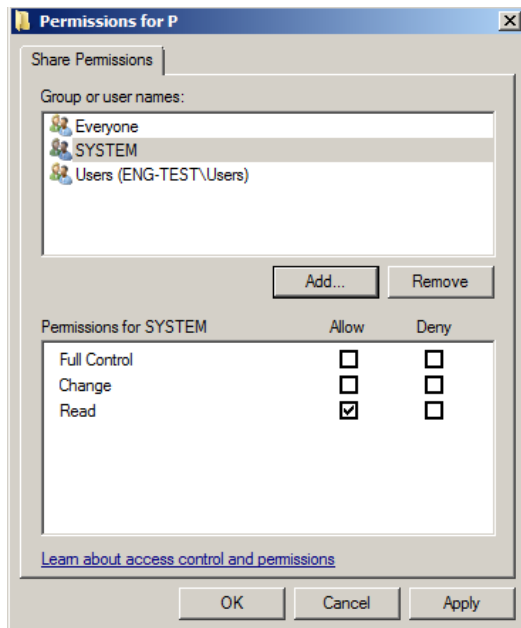 Permissions for P
Share Permissions
Group or user names:
Everyone
SYSTEM
Users (ENG-TEST\Users)
Add... Remove
Permissions for SYSTEM Allow Deny
Full Control
Change
Read
Learn about access control and permissions
OK Cancel Apply